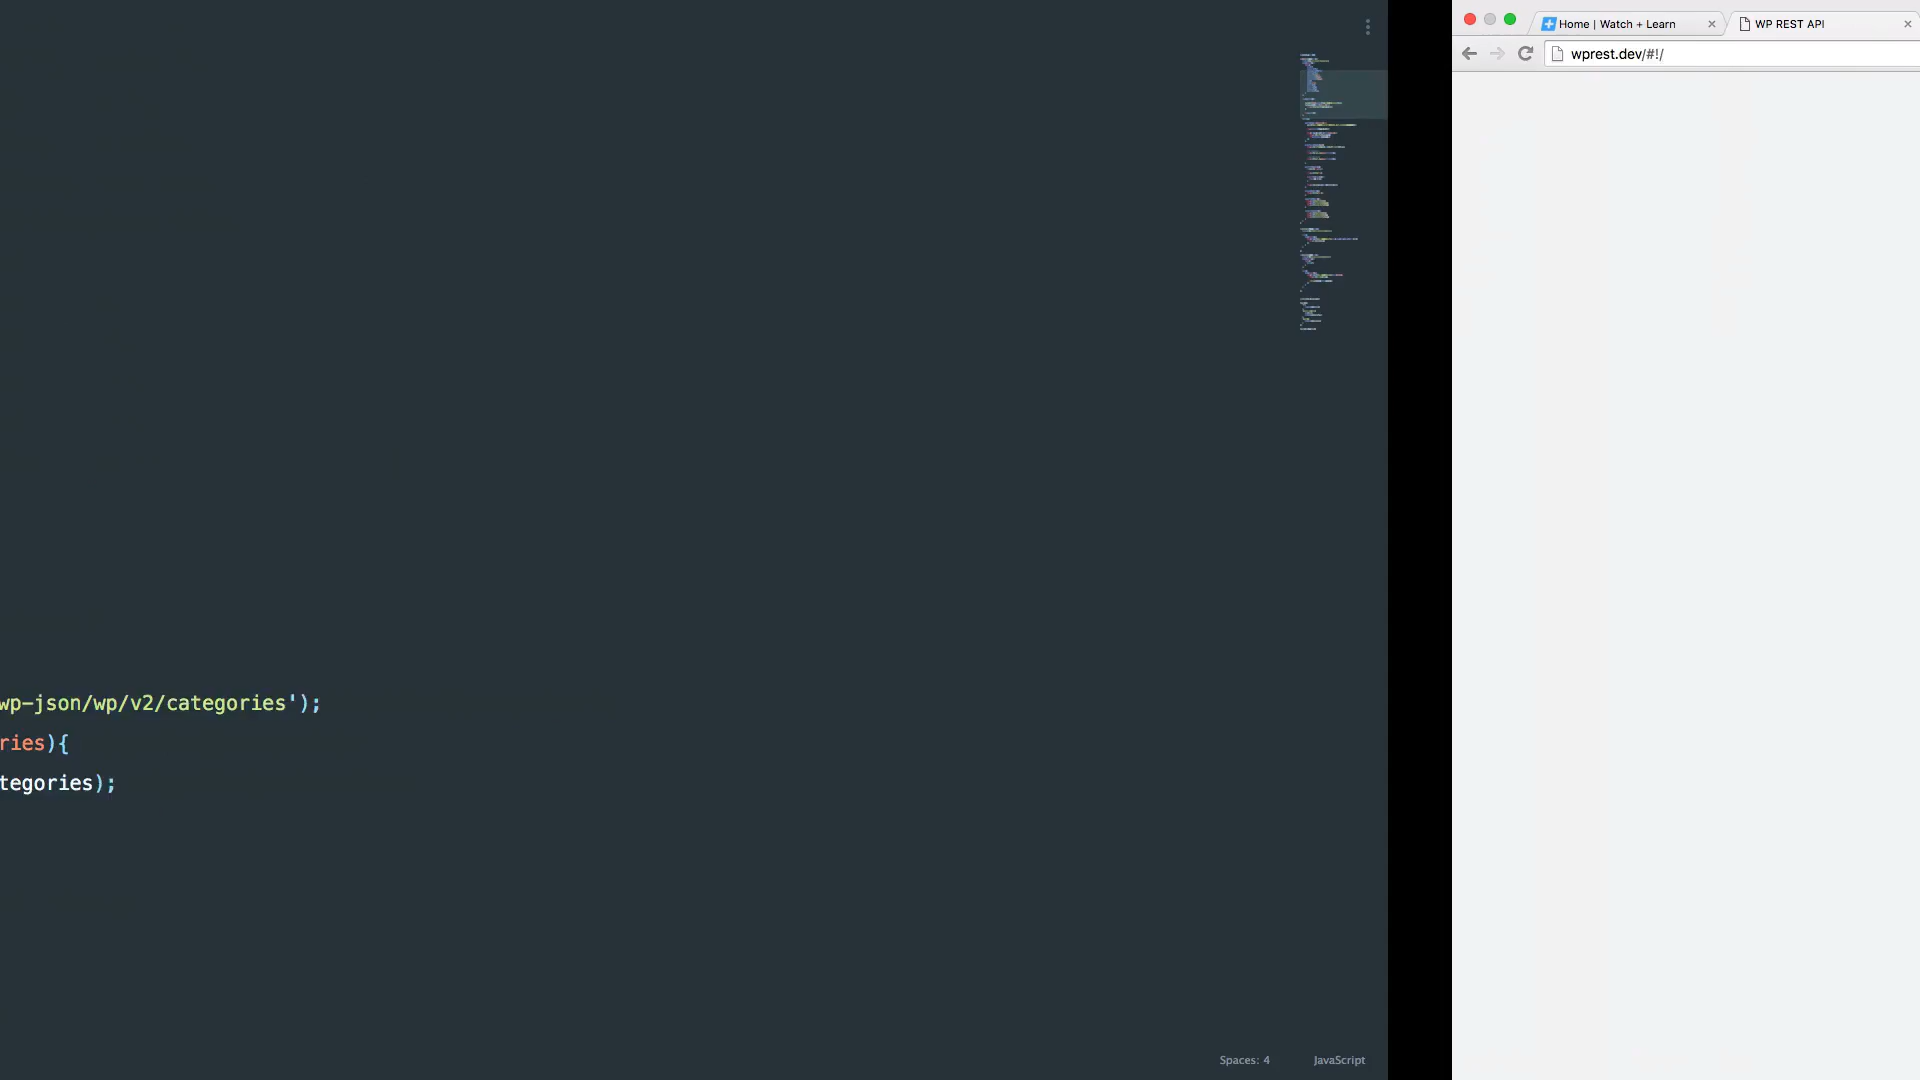 Home | Watch + Learn
WP REST API
wprest.dev/#!/
wp-json/wp/v2/categories');
ries){
tegories);
Spaces: 4
JavaScript